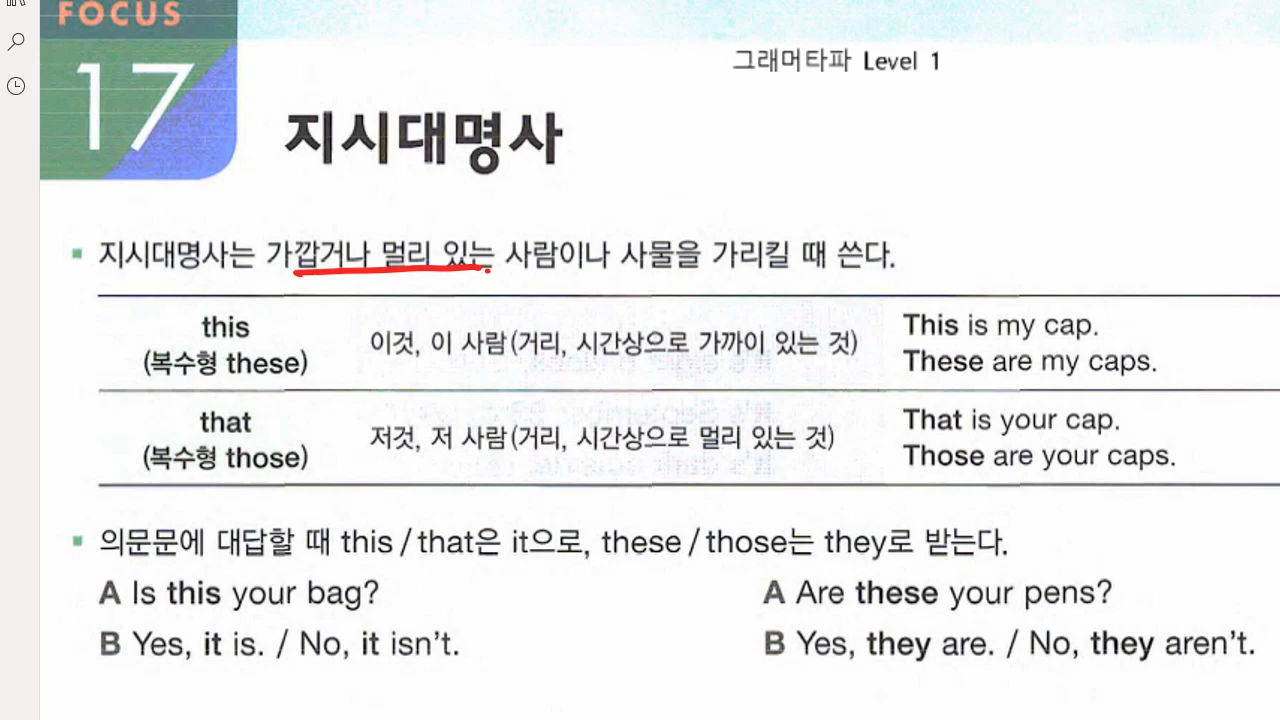 FOCUS
17
그래머타파 Level 1
지시대명사
지시대명사는 가깝거나 멀리 있는 사람이나 사물을 가리킬 때 쓴다.
this
(복수형 these)
이것, 이 사람(거리, 시간상으로 가까이 있는 것)
This is my cap.
These are my caps.
that
(복수형 those)
저것, 저 사람(거리, 시간상으로 멀리 있는 것)
That is your cap.
Those are your caps.
의문문에 대답할 때 this / that은 it으로, these / those는 they로 받는다.
A Is this your bag?
B Yes, it is. / No, it isn't.
A Are these your pens?
B Yes, they are. / No, they aren't.